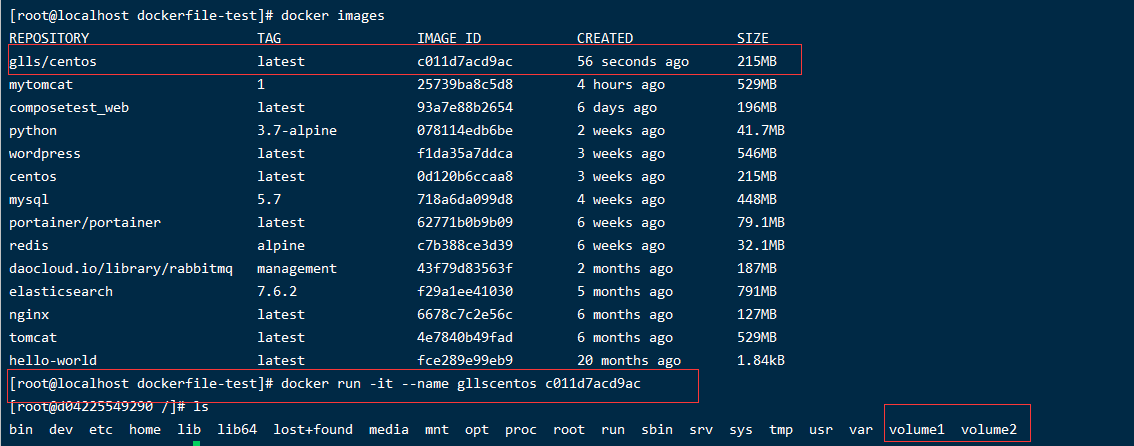 [root@localhost dockerfile-test]# docker images
REPOSITORY TAG IMAGE ID CREATED SIZE
glls/centos latest c011d7acd9ac 56 seconds ago 215MB
mytomcat 1 25739ba8c5d8 4 hours ago 529MB
composetest_web latest 93a7e88b2654 6 days ago 196MB
python 3.7-alpine 078114edb6be 2 weeks ago 41.7MB
wordpress latest f1da35a7ddca 3 weeks ago 546MB
centos latest 0d120b6ccaa8 3 weeks ago 215MB
mysql 5.7 718a6da099d8 4 weeks ago 448MB
portainer/portainer latest 62771b0b9b09 6 weeks ago 79.1MB
redis alpine c7b388ce3d39 6 weeks ago 32.1MB
daocloud.io/library/rabbitmq management 43f79d83563f 2 months ago 187MB
elasticsearch 7.6.2 f29a1ee41030 5 months ago 791MB
nginx latest 6678c7c2e56c 6 months ago 127MB
tomcat latest 4e7840b49fad 6 months ago 529MB
hello-world latest fce289e99eb9 20 months ago 1.84kB
[root@localhost dockerfile-test]# docker run -it --name gllscentos c011d7acd9ac
[root@d04225549290 /]# ls
bin dev etc home lib lib64 lost+found media mnt opt proc root run sbin srv sys tmp usr var volume1 volume2